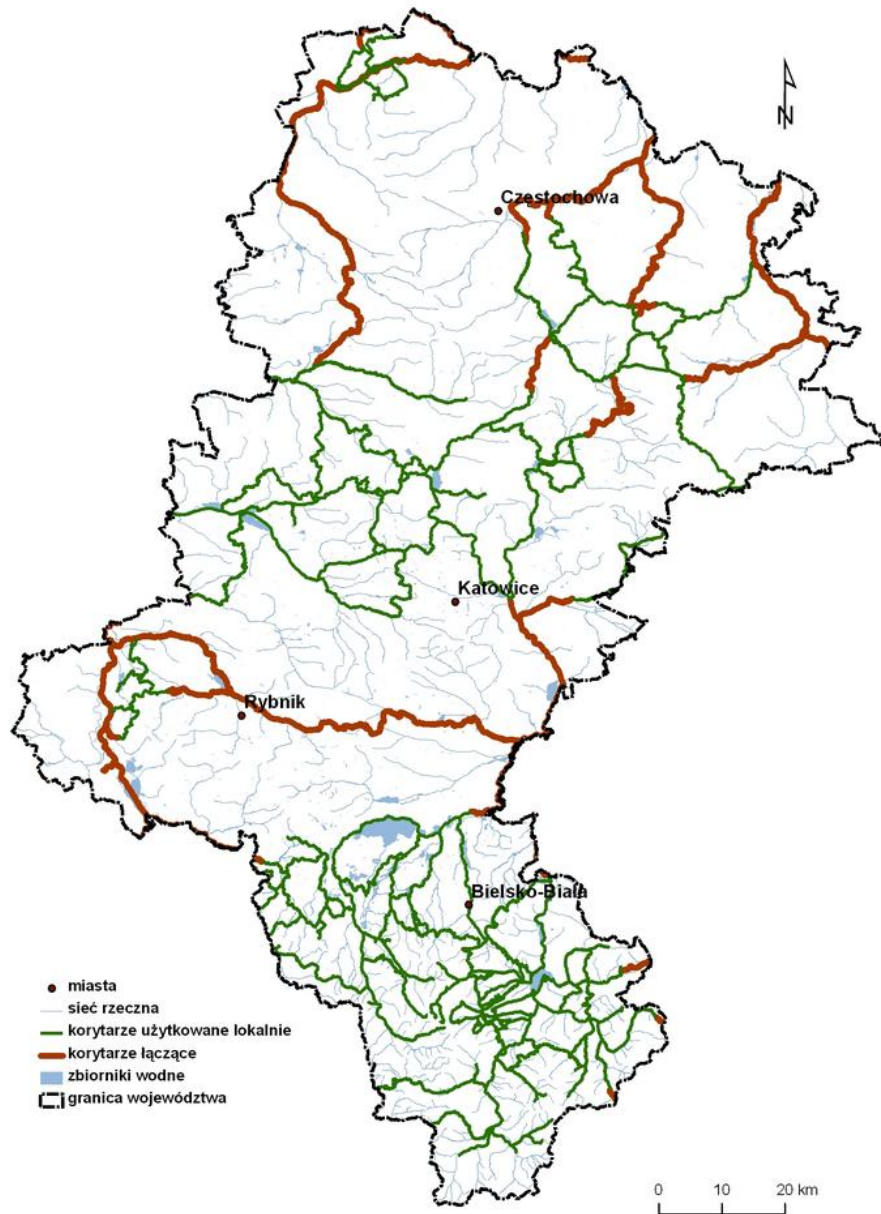 N
Częstochowa
Katowice
Rybnik
Bielsko-Biała
miasta
sieć rzeczna
korytarze użytkowane lokalnie
korytarze łączące
zbiorniki wodne
granica województwa
0 10 20 km